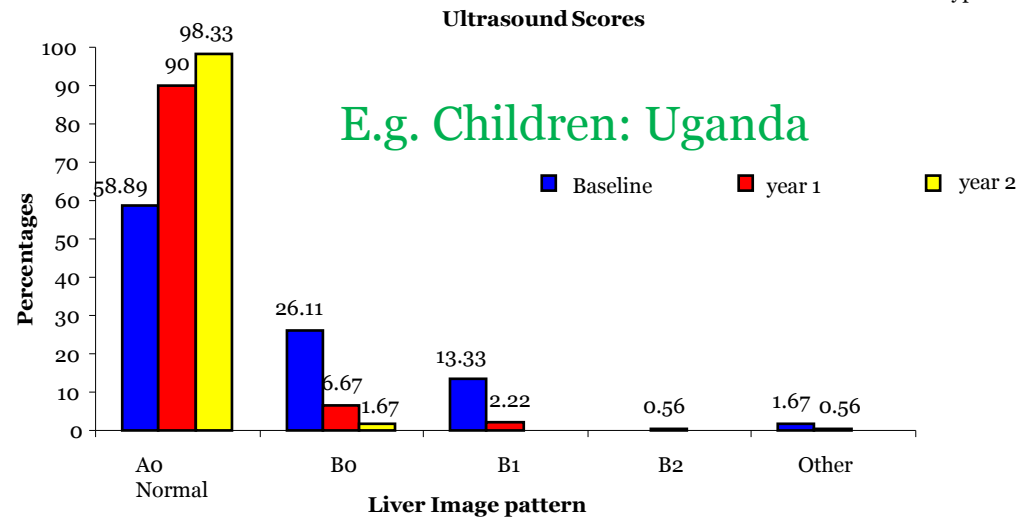 Ultrasound Scores
E.g. Children: Uganda
Baseline
year 1
year 2
Percentages
100
90
80
70
60
50
40
30
20
10
0
58.89
90
98.33
26.11
6.67
1.67
13.33
2.22
0.56
1.67
0.56
A0
Normal
B0
B1
B2
Other
Liver Image pattern